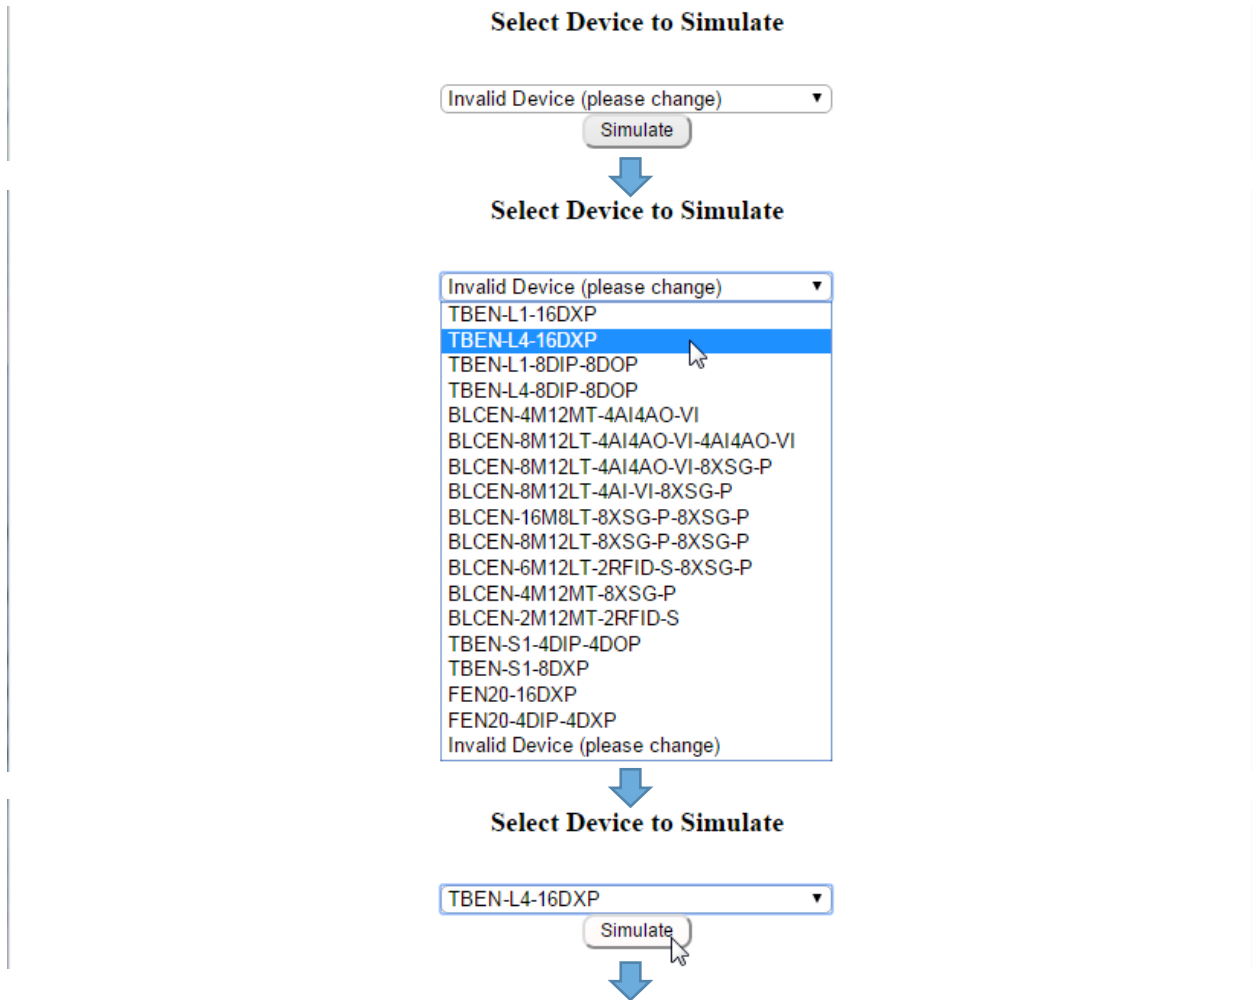 Select Device to Simulate
Invalid Device (please change)
Simulate
Select Device to Simulate
Invalid Device (please change)
TBEN-L1-16DXP
TBEN-L4-16DXP
TBEN-L1-8DIP-8DOP
TBEN-L4-8DIP-8DOP
BLCEN-4M12MT-4AI4AO-VI
BLCEN-8M12LT-4AI4AO-VI-4AI4AO-VI
BLCEN-8M12LT-4AI4AO-VI-8XSG-P
BLCEN-8M12LT-4AI-VI-8XSG-P
BLCEN-16M8LT-8XSG-P-8XSG-P
BLCEN-8M12LT-8XSG-P-8XSG-P
BLCEN-6M12LT-2RFID-S-8XSG-P
BLCEN-4M12MT-8XSG-P
BLCEN-2M12MT-2RFID-S
TBEN-S1-4DIP-4DOP
TBEN-S1-8DXP
FEN20-16DXP
FEN20-4DIP-4DXP
Invalid Device (please change)
Select Device to Simulate
TBEN-L4-16DXP
Simulate